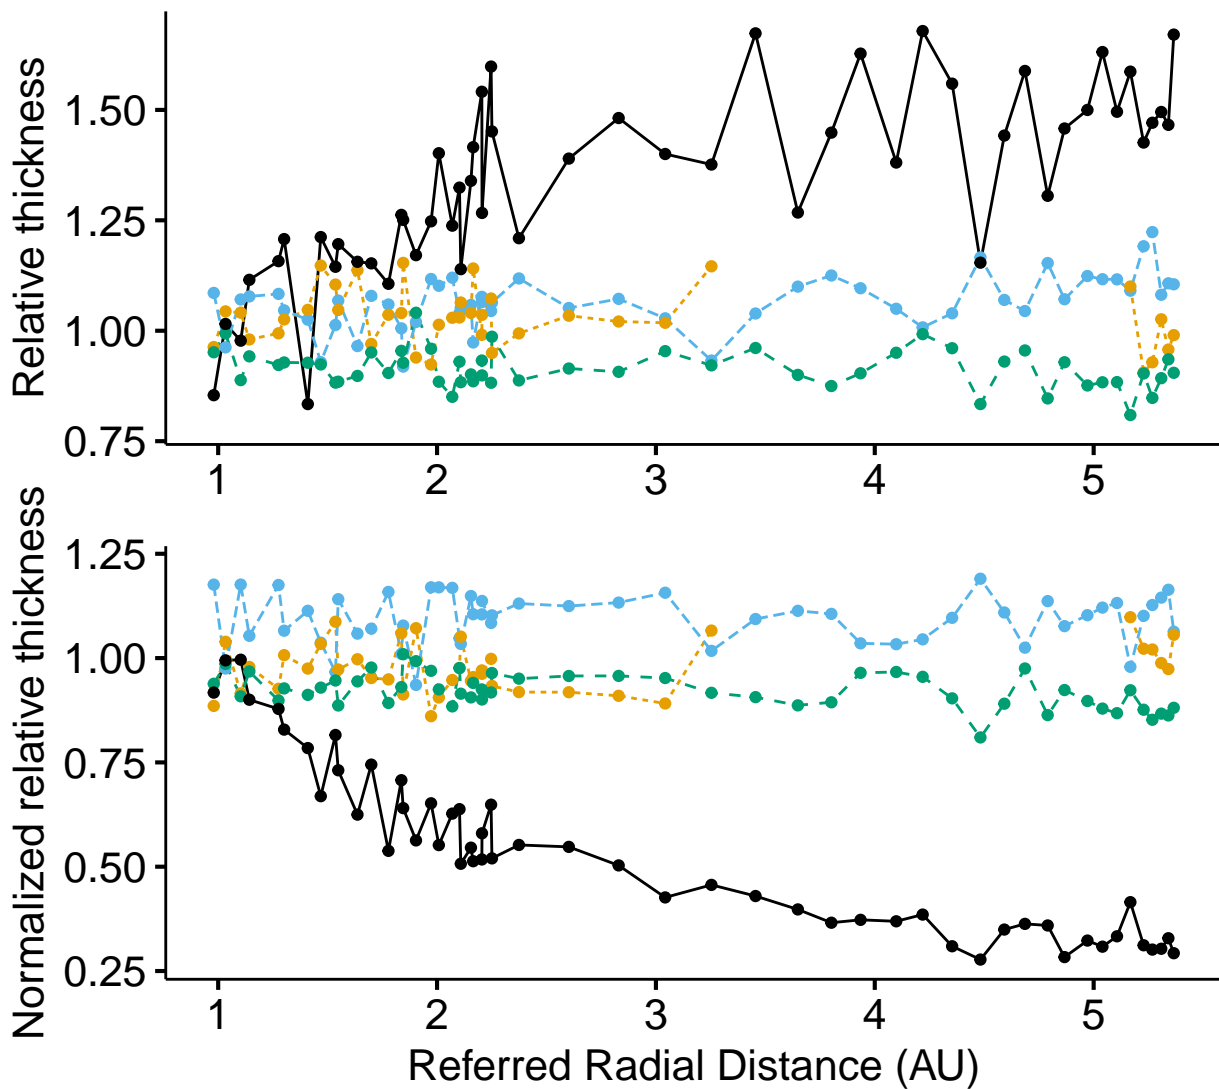 Relative thickness
1.50
1.25
1.00
0.75
1 2 3 4 5
Normalized relative thickness
1.25
1.00
0.75
0.50
0.25
1 2 3 4 5
Referred Radial Distance (AU)